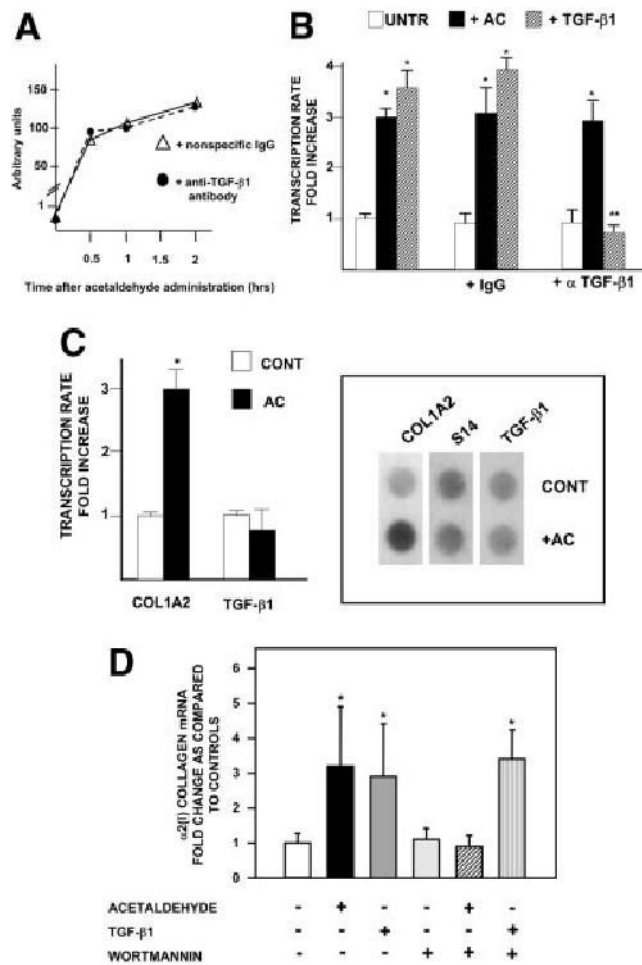 A
Arbitrary units
150
100
50
1
0.5 1 1.5 2
Time after acetaldehyde administration (hrs)
+ nonspecific IgG
+ anti-TGF-β1
antibody
B
UNTR + AC + TGF-β1
TRANSCRIPTION RATE
FOLD INCREASE
4
3
1
* * * * * **
+ IgG + α TGF-β1
C
CONT
AC
TRANSCRIPTION RATE
FOLD INCREASE
3
1
*
COL1A2 TGF-β1
COL1A2 S14 TGF-β1
CONT
+AC
D
α2(I) COLLAGEN mRNA
FOLD CHANGE AS COMPARED
TO CONTROLS
6
5
4
3
2
1
0
* * *
ACETALDEHYDE - + - - + -
TGF-β1 - - + - - +
WORTMANNIN - - - + + +